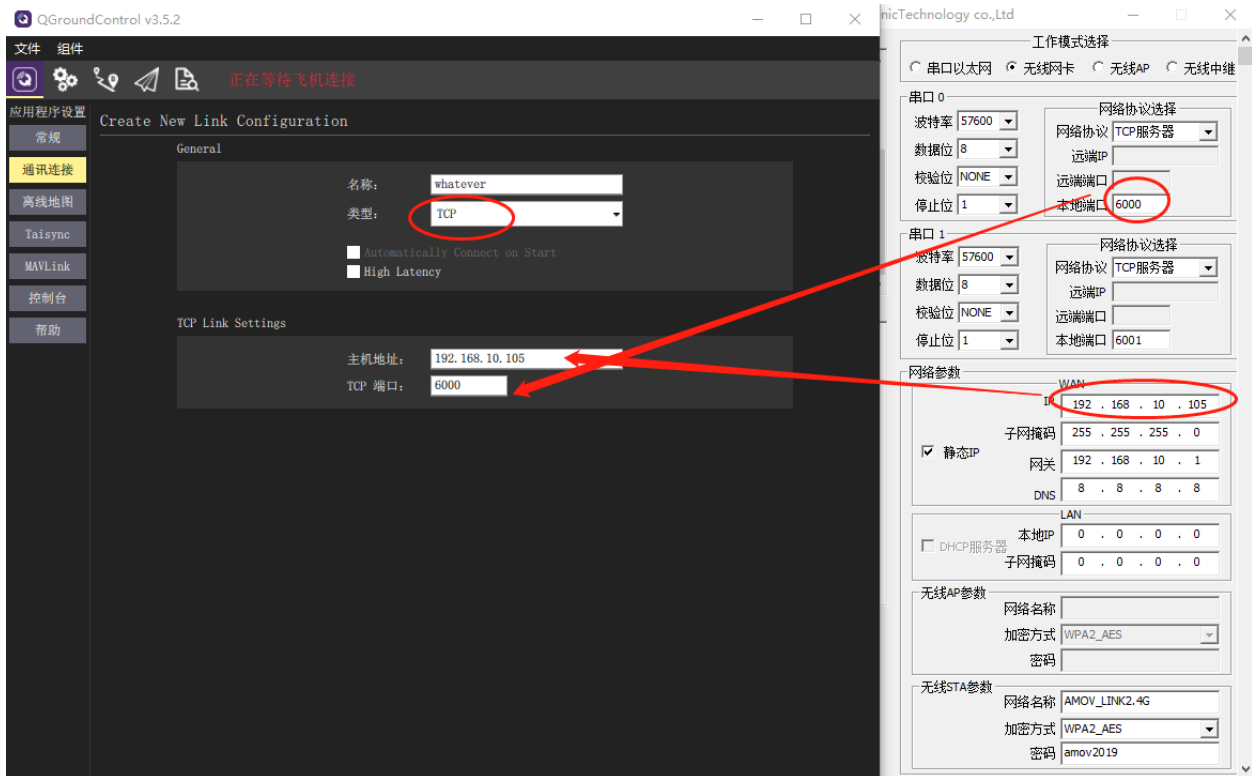 QGroundControl v3.5.2
文件 组件
正在等待飞机连接
应用程序设置
常规
通讯连接
离线地图
Taisync
MAVLink
控制台
帮助
Create New Link Configuration
General
名称: whatever
类型: TCP
Automatically Connect on Start
High Latency
TCP Link Settings
主机地址: 192.168.10.105
TCP 端口: 6000
nicTechnology co.,Ltd
工作模式选择
串口以太网 无线网卡 无线AP 无线中继
串口 0
波特率 57600
数据位 8
校验位 NONE
停止位 1
网络协议选择
网络协议 TCP服务器
远端IP
远端端口
本地端口 6000
串口 1
波特率 57600
数据位 8
校验位 NONE
停止位 1
网络协议选择
网络协议 TCP服务器
远端IP
远端端口
本地端口 6001
网络参数
WAN
静态IP
IP 192 . 168 . 10 . 105
子网掩码 255 . 255 . 255 . 0
网关 192 . 168 . 10 . 1
DNS 8 . 8 . 8 . 8
LAN
DHCP服务器
本地IP 0 . 0 . 0 . 0
子网掩码 0 . 0 . 0 . 0
无线AP参数
网络名称
加密方式 WPA2_AES
密码
无线STA参数
网络名称 AMOV_LINK2.4G
加密方式 WPA2_AES
密码 amov2019